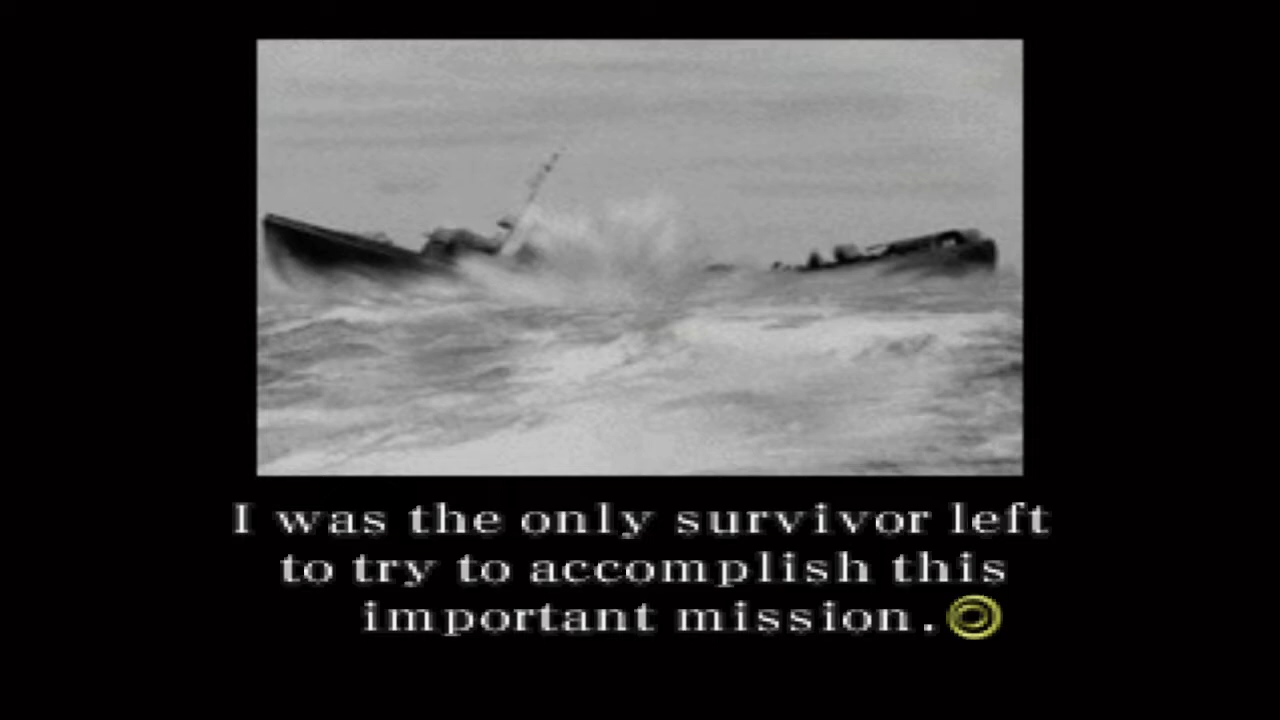 I was the only survivor left
to try to accomplish this
important mission.